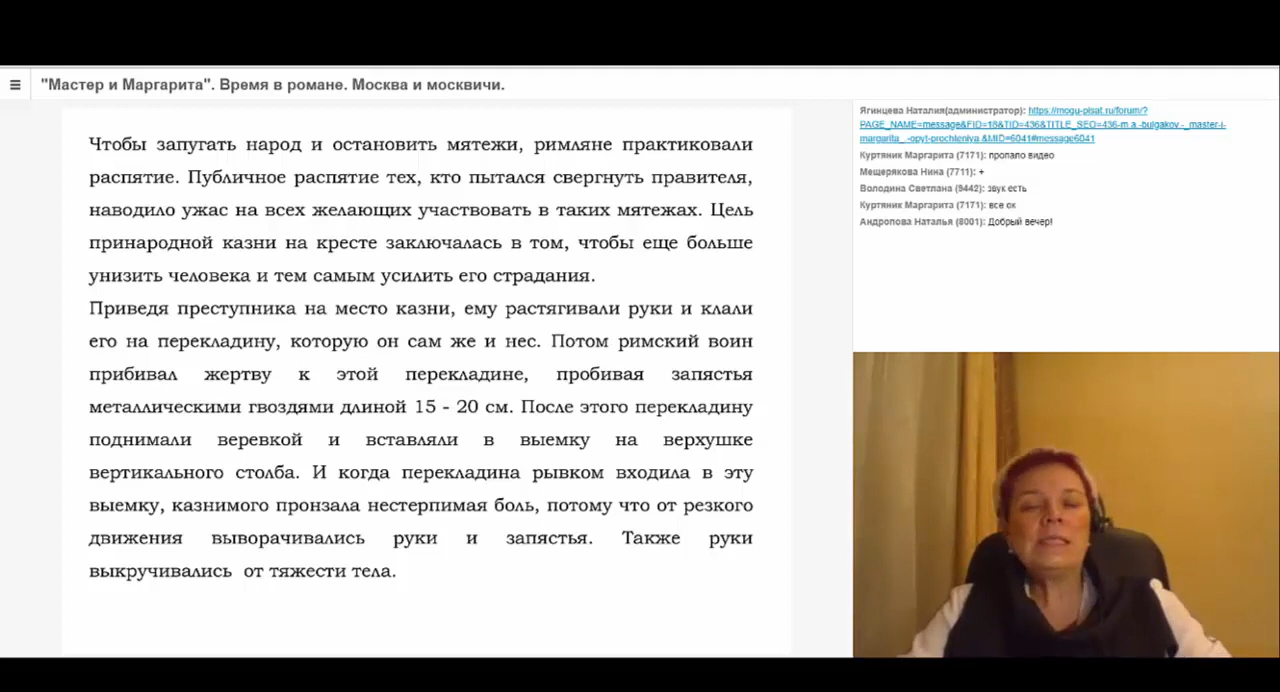 "Мастер и Маргарита". Время в романе. Москва и москвичи.
Чтобы запугать народ и остановить мятежи, римляне практиковали
распятие. Публичное распятие тех, кто пытался свергнуть правителя,
наводило ужас на всех желающих участвовать в таких мятежах. Цель
принародной казни на кресте заключалась в том, чтобы еще больше
унизить человека и тем самым усилить его страдания.
Приведя преступника на место казни, ему растягивали руки и клали
его на перекладину, которую он сам же и нес. Потом римский воин
прибивал жертву к этой перекладине, пробивая запястья
металлическими гвоздями длиной 15 - 20 см. После этого перекладину
поднимали веревкой и вставляли в выемку на верхушке
вертикального столба. И когда перекладина рывком входила в эту
выемку, казнимого пронзала нестерпимая боль, потому что от резкого
движения выворачивались руки и запястья. Также руки
выкручивались от тяжести тела.
Ягинцева Наталия(администратор): https://mogu-pisat.ru/forum/?
PAGE_NAME=message&FID=18&TID=436&TITLE_SEO=436-m.a.-bulgakov.-_master-i-
margarita_.-opyt-prochteniya.&MID=6041#message6041
Куртяник Маргарита (7171): пропало видео
Мещерякова Нина (7711): +
Володина Светлана (9442): звук есть
Куртяник Маргарита (7171): все ок
Андропова Наталья (8001): Добрый вечер!